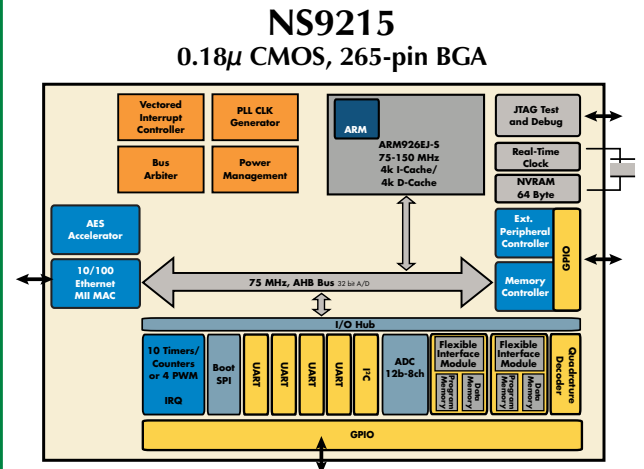 NS9215
0.18µ CMOS, 265-pin BGA
Vectored
Interrupt
Controller
PLL CLK
Generator
Bus
Arbiter
Power
Management
ARM
ARM926EJ-S
75-150 MHz
4k I-Cache/
4k D-Cache
JTAG Test
and Debug
Real-Time
Clock
NVRAM
64 Byte
AES
Accelerator
10/100
Ethernet
MII MAC
Ext.
Peripheral
Controller
Memory
Controller
GPIO
75 MHz, AHB Bus 32 bit A/D
I/O Hub
10 Timers/
Counters
or 4 PWM
IRQ
Boot
SPI
UART
UART
UART
UART
I²C
ADC
12b-8ch
Flexible
Interface
Module
Program
Memory
Data
Memory
Flexible
Interface
Module
Program
Memory
Data
Memory
Quadrature
Decoder
GPIO